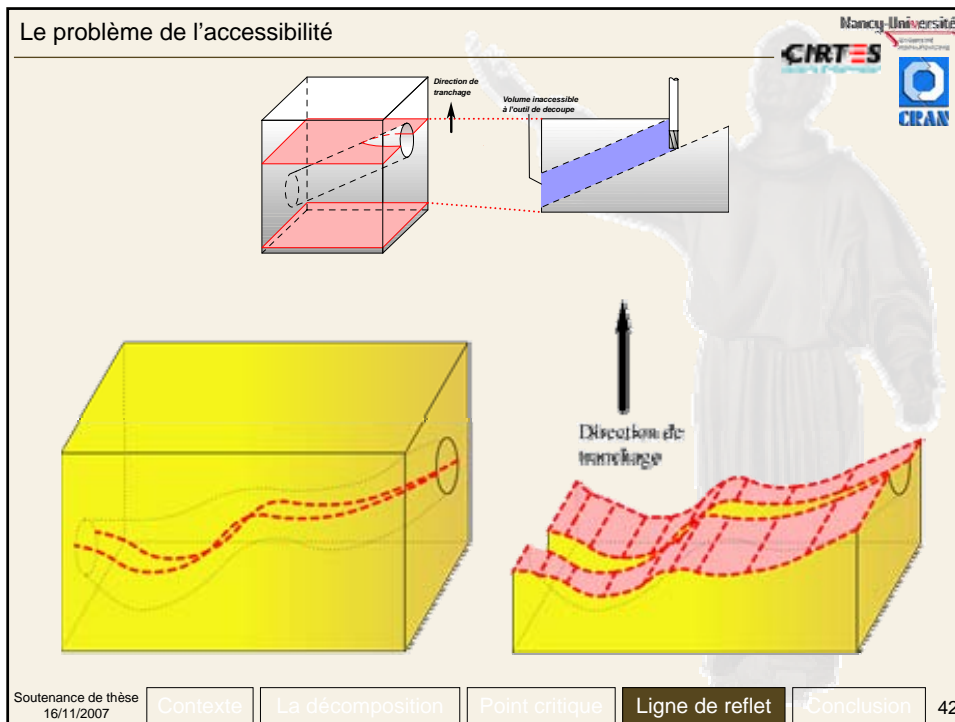 Le problème de l'accessibilité
Nancy-Université
CIRTES
CRAN
Direction de
tranchage
Volume inaccessible
à l'outil de decoupe
Direction de
tranchage
Soutenance de thèse
16/11/2007
Contexte
La décomposition
Point critique
Ligne de reflet
Conclusion
42